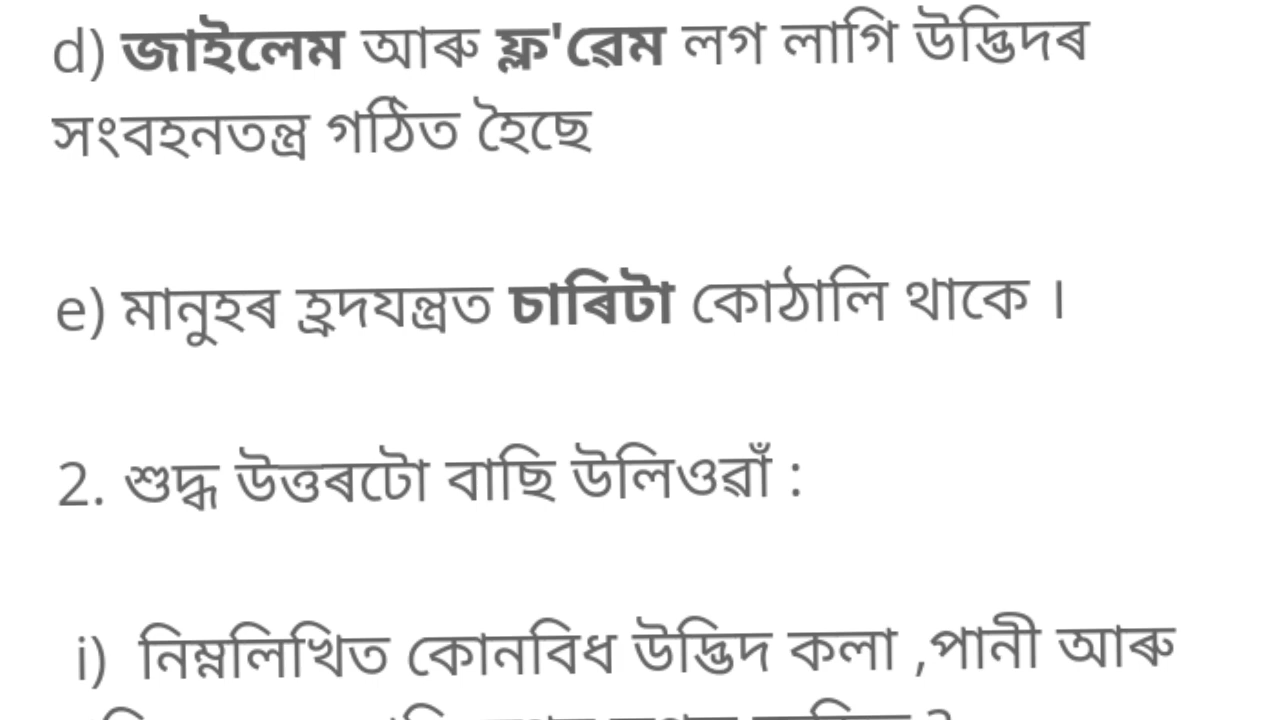 d) জাইলেম আৰু ফ্ল'ৱেম লগ লাগি উদ্ভিদৰ
সংবহনতন্ত্ৰ গঠিত হৈছে
e) মানুহৰ হ্ৰদযন্ত্ৰত চাৰিটা কোঠালি থাকে ।
2. শুদ্ধ উত্তৰটো বাছি উলিওৱাঁ :
i) নিম্নলিখিত কোনবিধ উদ্ভিদ কলা ,পানী আৰু